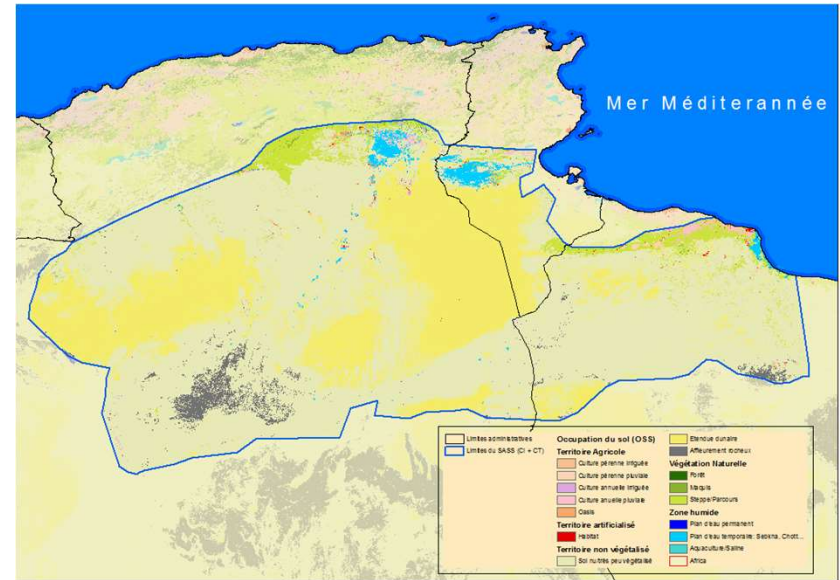 Mer Méditerannée
Limites administratives
Limites du SASS (CI + CT)
Occupation du sol (OSS)
Territoire Agricole
Culture pérenne irriguée
Culture pérenne pluviale
Culture annuelle irriguée
Culture anuelle pluviale
Oasis
Territoire artificialisé
Habitat
Territoire non végétalisé
Sol nu/très peu végétalisé
Etendue dunaire
Affleurement rocheux
Végétation Naturelle
Forêt
Maquis
Steppe/Parcours
Zone humide
Plan d'eau permanent
Plan d'eau temporaire: Sebkha, Chott...
Aquaculture/Saline
Africa